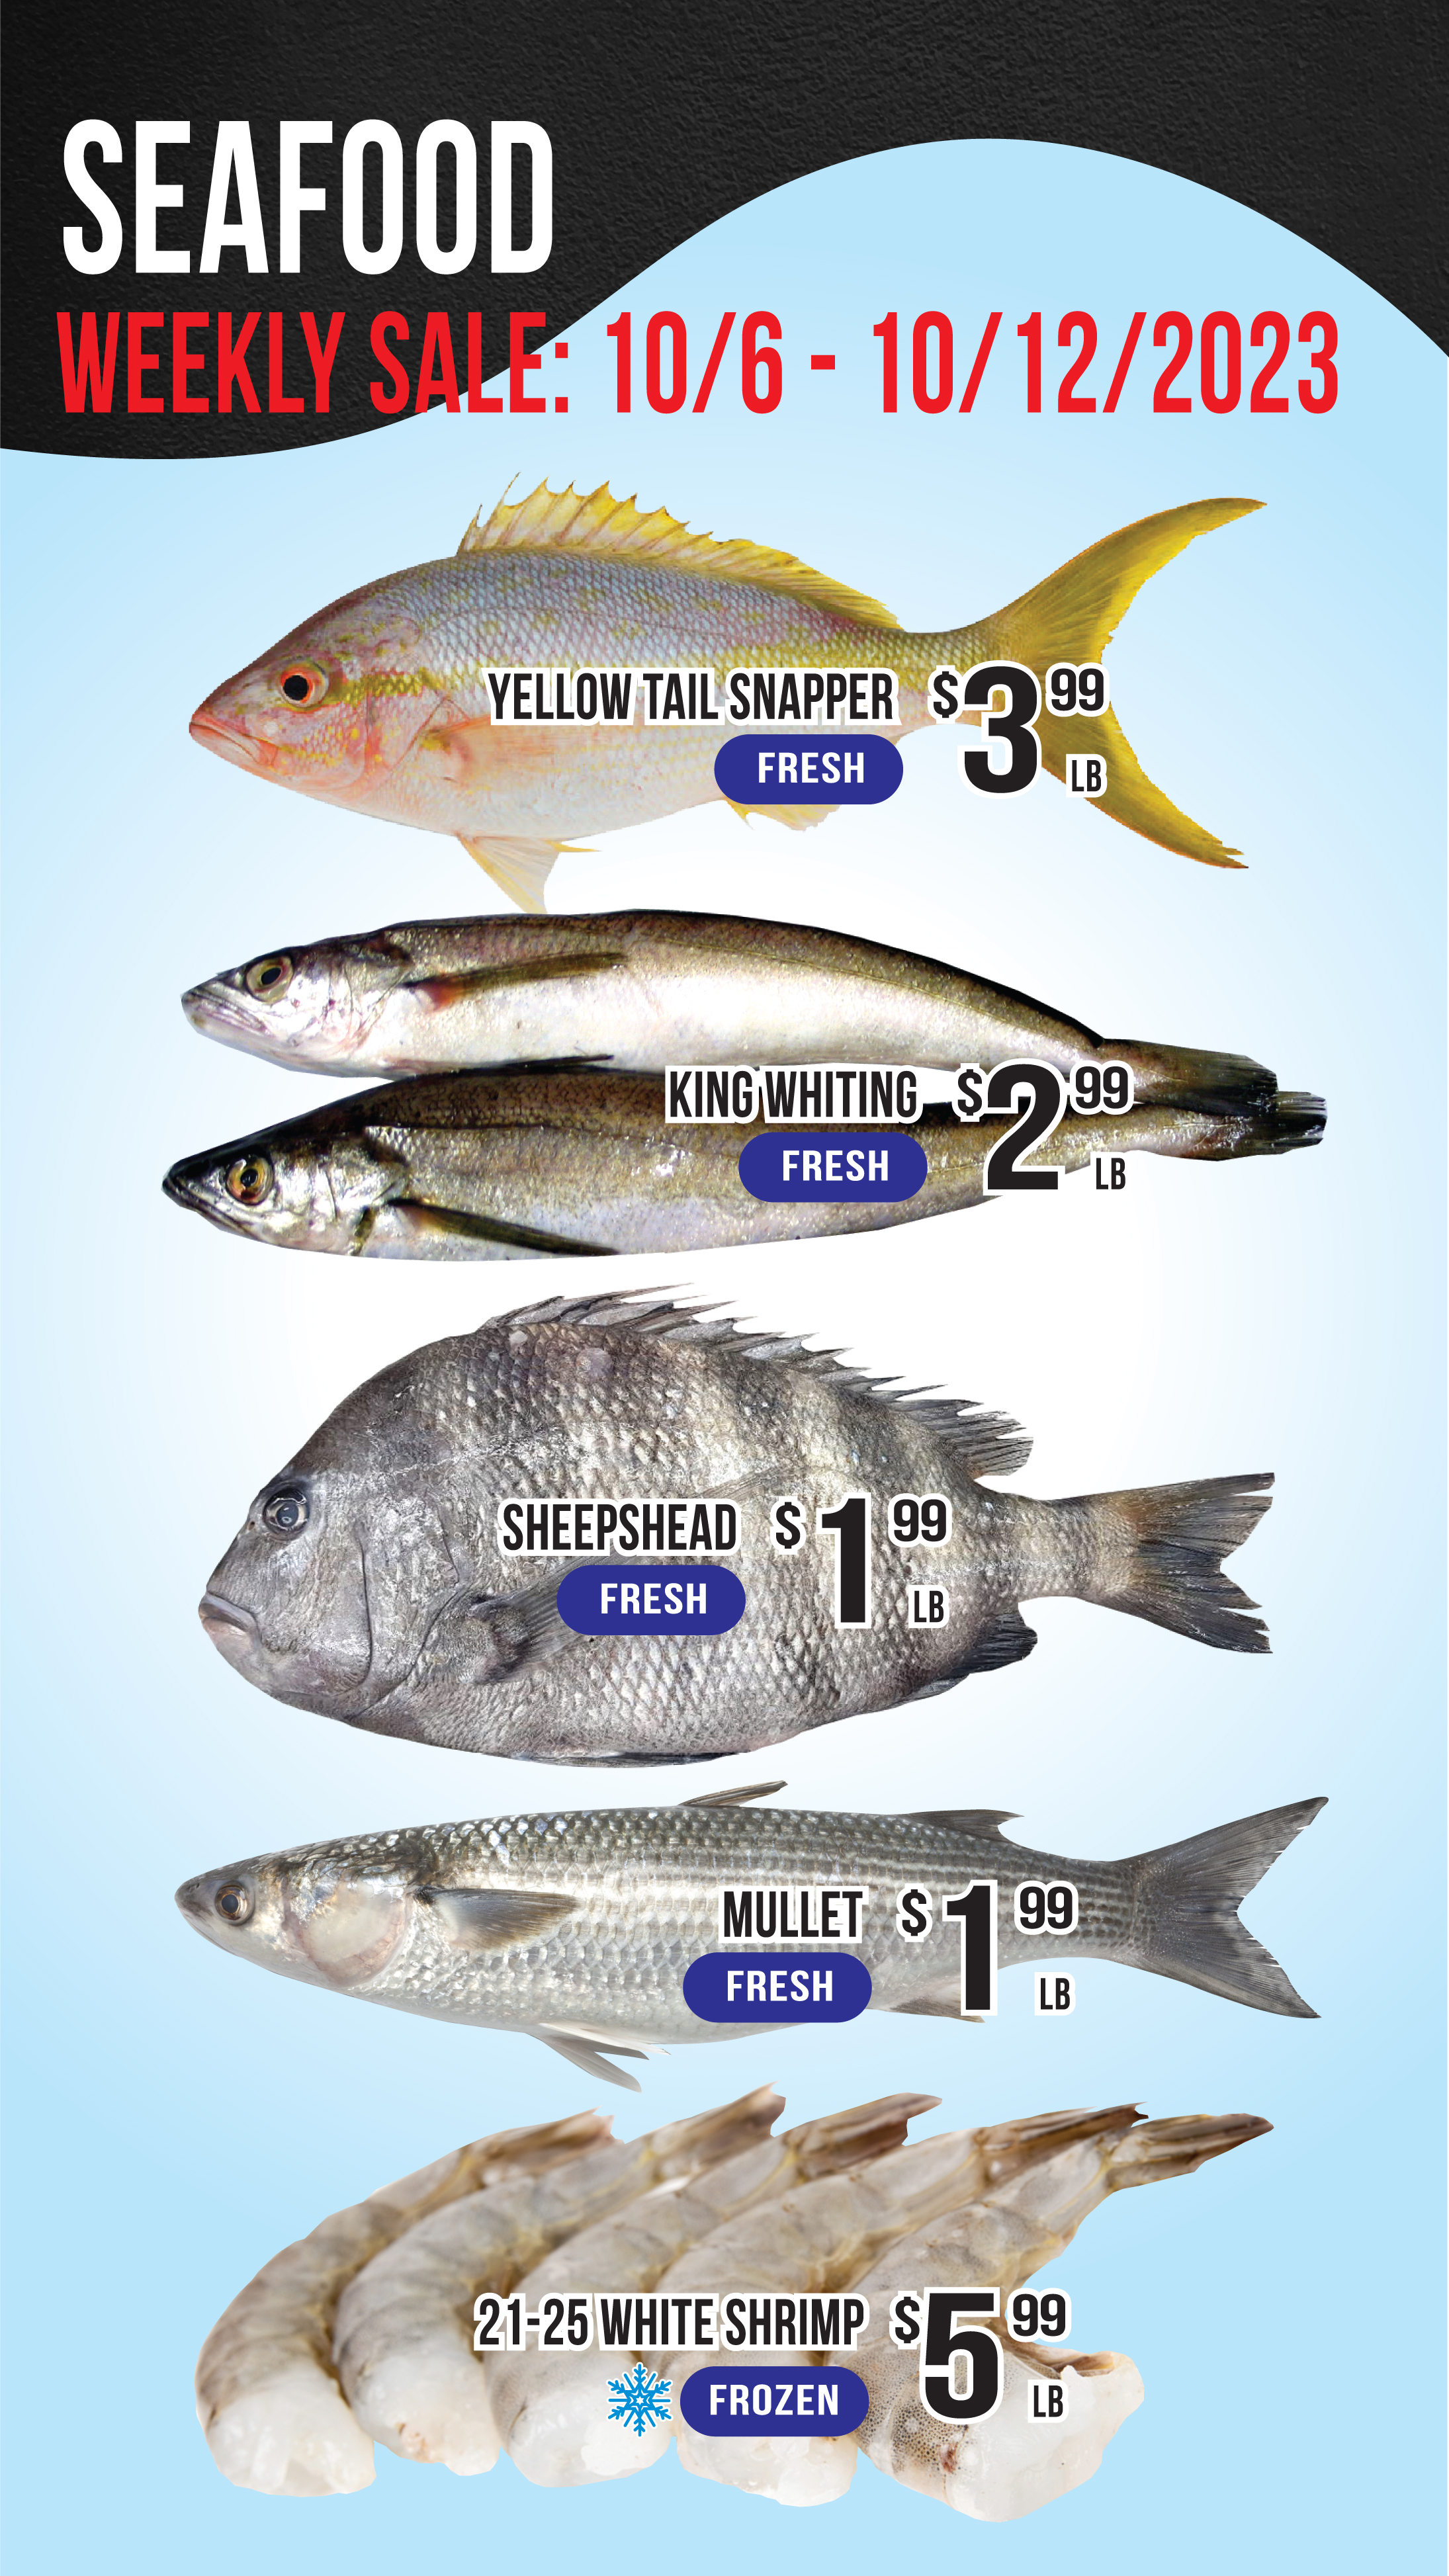 SEAFOOD
WEEKLY SALE: 10/6 - 10/12/2023
YELLOW TAIL SNAPPER $3 99
FRESH LB
KING WHITING $2 99
FRESH LB
SHEEPSHEAD $1 99
FRESH LB
MULLET $1 99
FRESH LB
21-25 WHITE SHRIMP $5 99
FROZEN LB